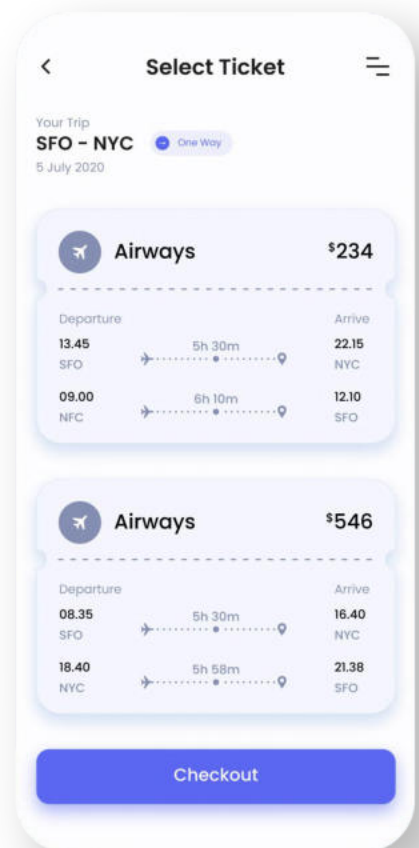 Select Ticket
Your Trip
SFO - NYC One Way
5 July 2020
Airways $234
Departure Arrive
13.45 5h 30m 22.15
SFO NYC
09.00 6h 10m 12.10
NFC SFO
Airways $546
Departure Arrive
08.35 5h 30m 16.40
SFO NYC
18.40 5h 58m 21.38
NYC SFO
Checkout